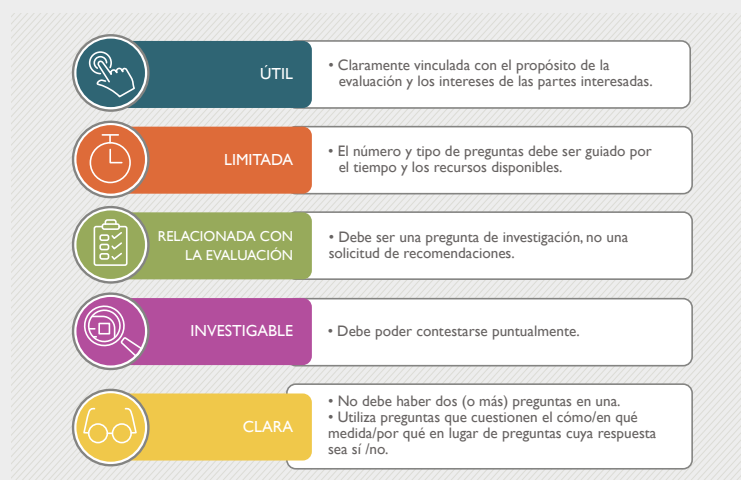 ÚTIL
• Claramente vinculada con el propósito de la
evaluación y los intereses de las partes interesadas.
LIMITADA
• El número y tipo de preguntas debe ser guiado por
el tiempo y los recursos disponibles.
RELACIONADA CON
LA EVALUACIÓN
• Debe ser una pregunta de investigación, no una
solicitud de recomendaciones.
INVESTIGABLE
• Debe poder contestarse puntualmente.
CLARA
• No debe haber dos (o más) preguntas en una.
• Utiliza preguntas que cuestionen el cómo/en qué
medida/por qué en lugar de preguntas cuya respuesta
sea sí /no.